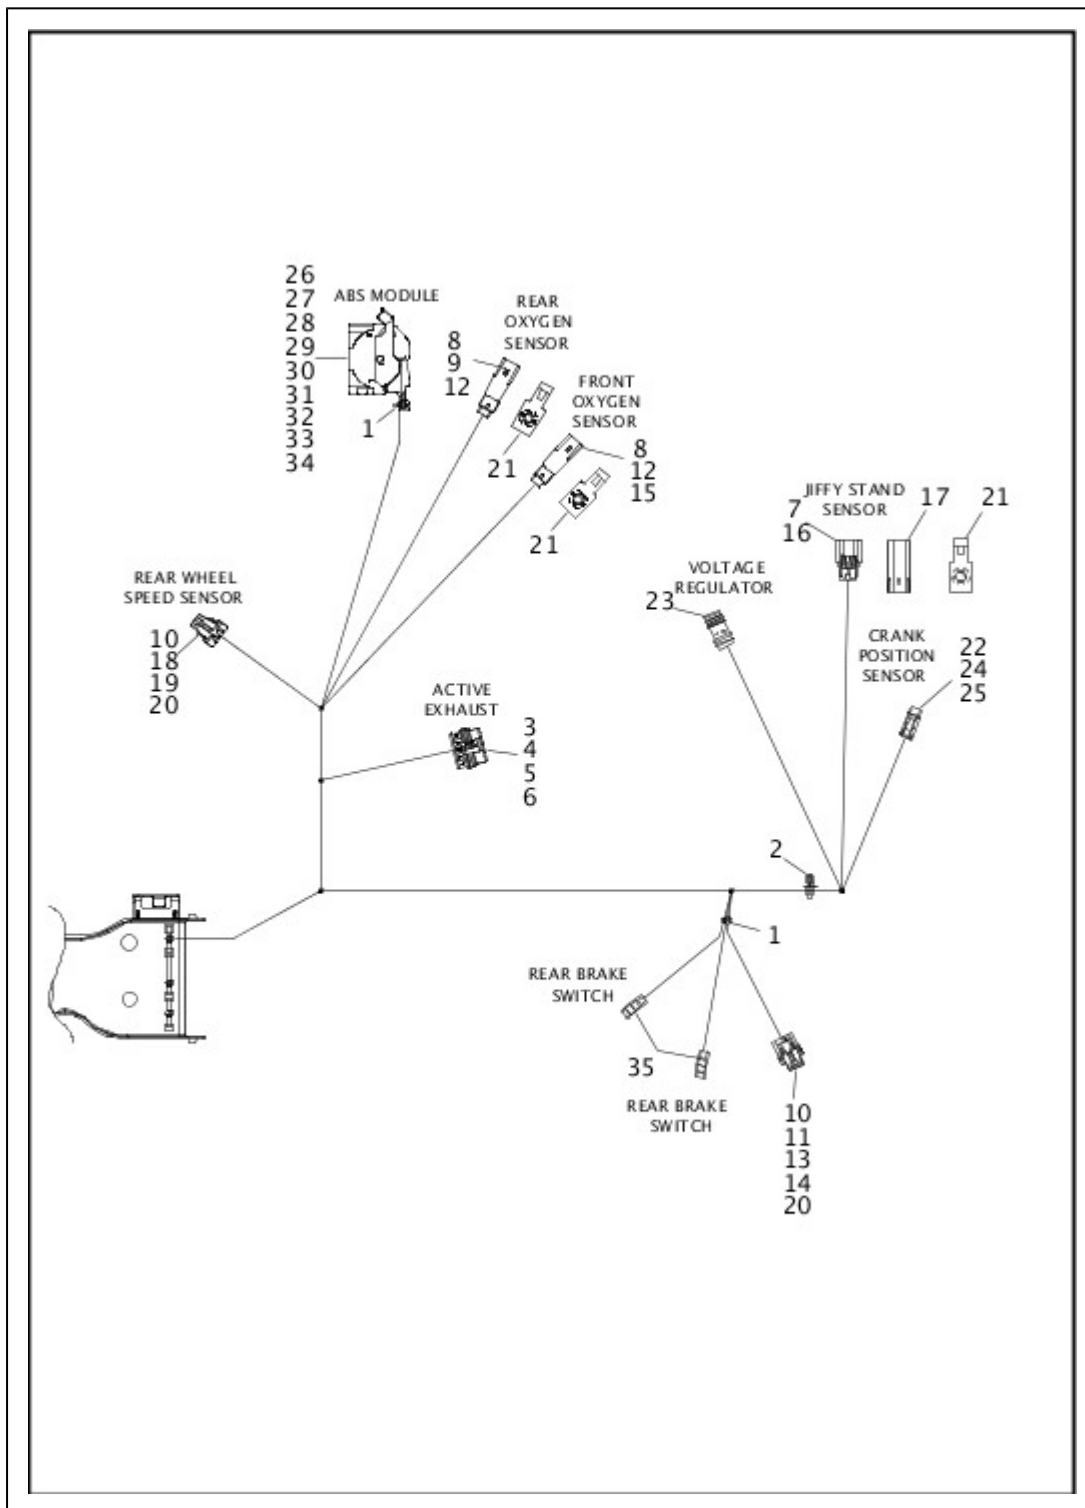 26
27
28
29
30
31
32
33
34
ABS MODULE
1
REAR
OXYGEN
SENSOR
8
9
12
21
FRONT
OXYGEN
SENSOR
8
12
15
21
JIFFY STAND
SENSOR
7
16
17
21
VOLTAGE
REGULATOR
23
REAR WHEEL
SPEED SENSOR
10
18
19
20
CRANK
POSITION
SENSOR
22
24
25
ACTIVE
EXHAUST
3
4
5
6
2
1
REAR BRAKE
SWITCH
35
REAR BRAKE
SWITCH
10
11
13
14
20